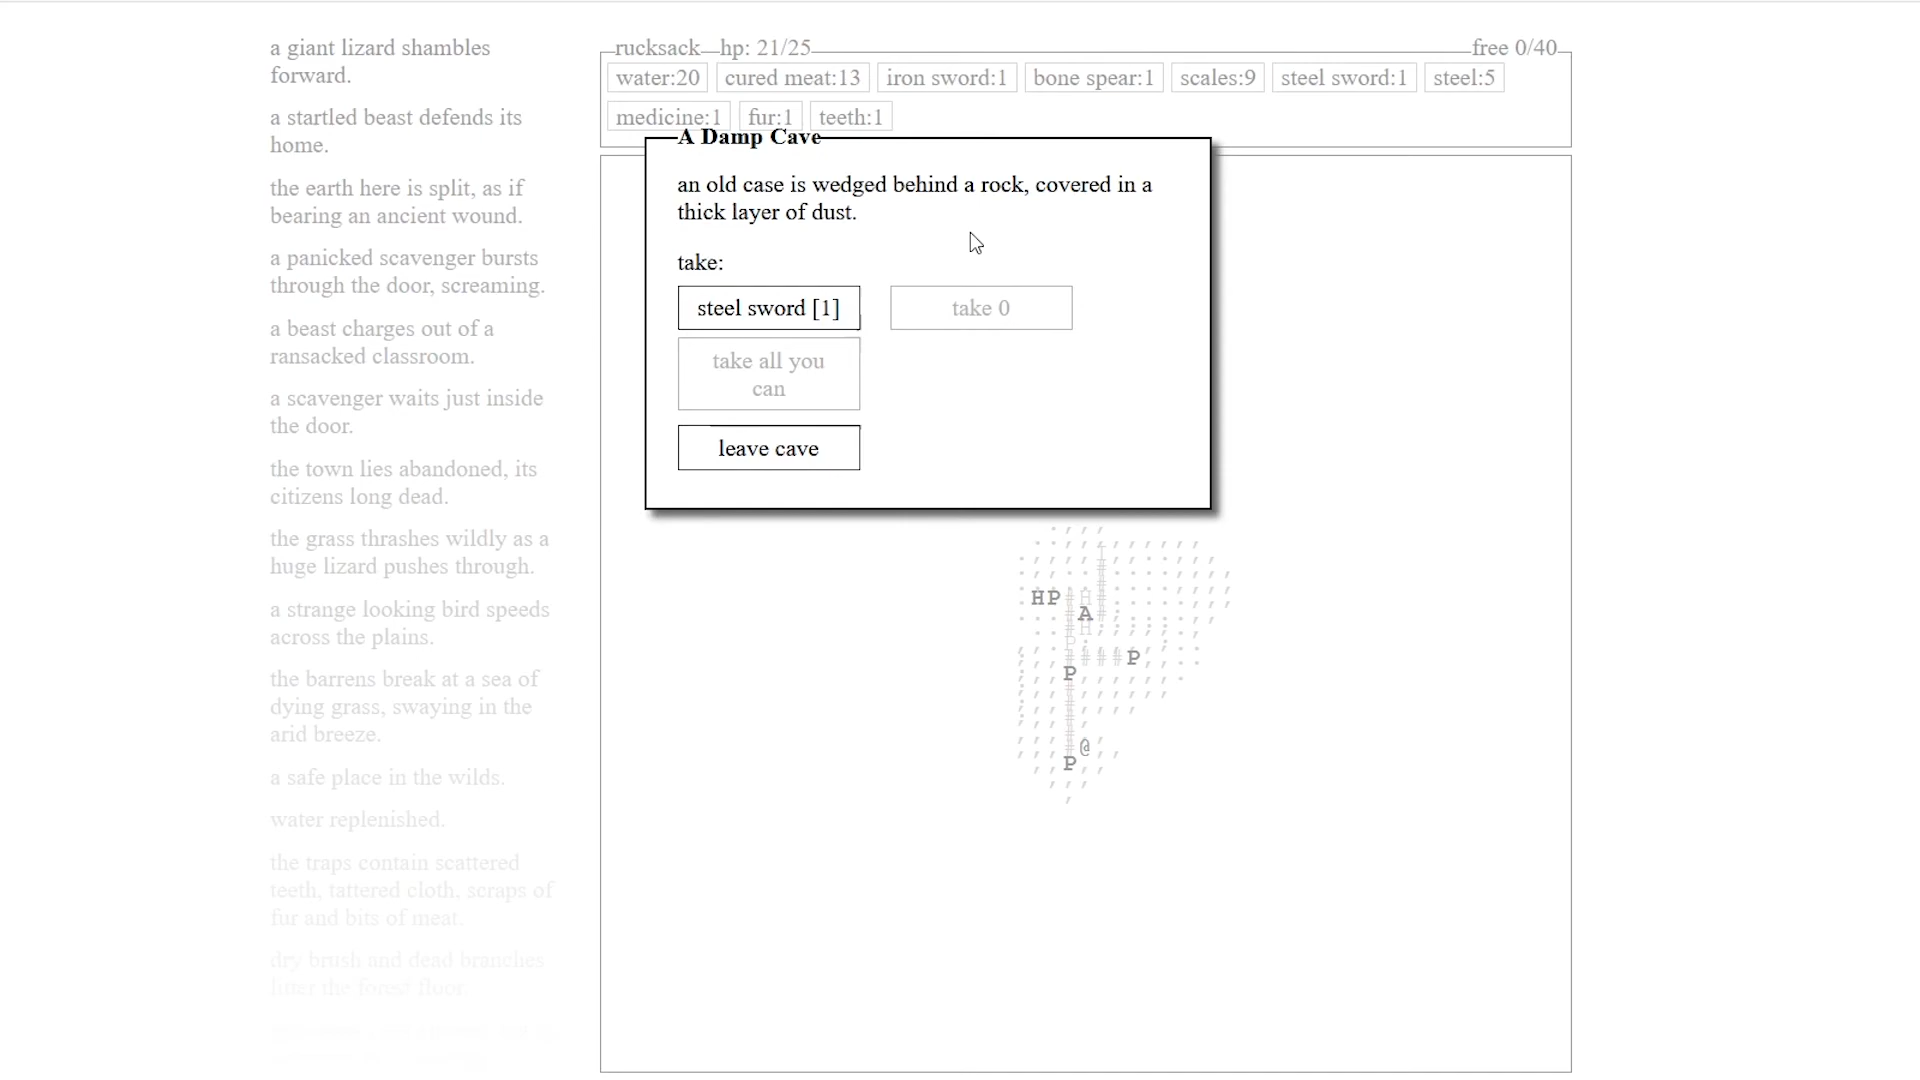 a giant lizard shambles
forward.
a startled beast defends its
home.
the earth here is split, as if
bearing an ancient wound.
a panicked scavenger bursts
through the door, screaming.
a beast charges out of a
ransacked classroom.
a scavenger waits just inside
the door.
the town lies abandoned, its
citizens long dead.
the grass thrashes wildly as a
huge lizard pushes through.
a strange looking bird speeds
across the plains.
the barrens break at a sea of
dying grass, swaying in the
arid breeze.
a safe place in the wilds.
water replenished.
the traps contain scattered
teeth, tattered cloth, scraps of
fur and bits of meat.
dry brush and dead branches
litter the forest floor.
rucksack hp: 21/25 free 0/40
water:20 cured meat:13 iron sword:1 bone spear:1 scales:9 steel sword:1 steel:5
medicine:1 fur:1 teeth:1
A Damp Cave
an old case is wedged behind a rock, covered in a
thick layer of dust.
take:
steel sword [1] take 0
take all you
can
leave cave
I
H P # H
A #
H
P
# # # # P
P
# @
P